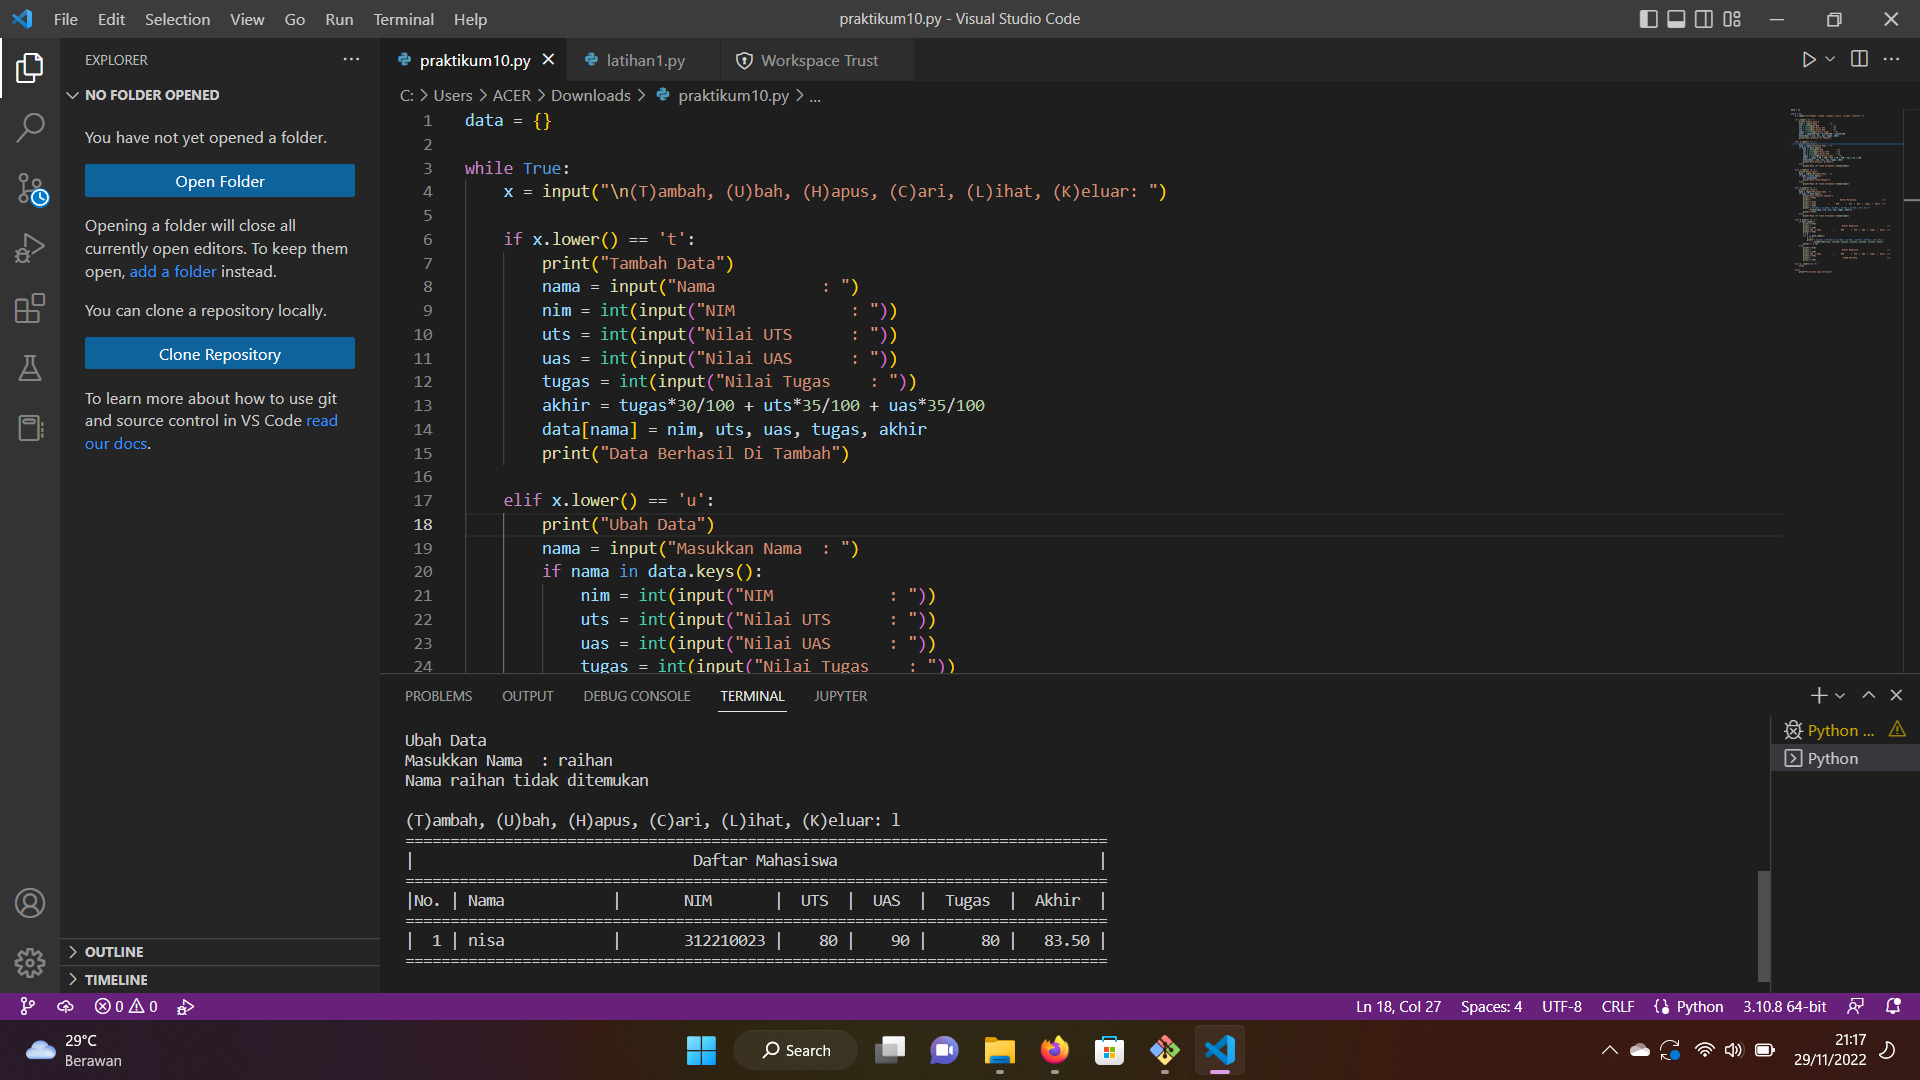 File Edit Selection View Go Run Terminal Help
praktikum10.py - Visual Studio Code
EXPLORER
NO FOLDER OPENED
You have not yet opened a folder.
Open Folder
Opening a folder will close all
currently open editors. To keep them
open, add a folder instead.
You can clone a repository locally.
Clone Repository
To learn more about how to use git
and source control in VS Code read
our docs.
OUTLINE
TIMELINE
praktikum10.py latihan1.py Workspace Trust
C: > Users > ACER > Downloads > praktikum10.py > ...
1 data = {}
2
3 while True:
4     x = input("\n(T)ambah, (U)bah, (H)apus, (C)ari, (L)ihat, (K)eluar: ")
5
6     if x.lower() == 't':
7         print("Tambah Data")
8         nama = input("Nama           : ")
9         nim = int(input("NIM            : "))
10         uts = int(input("Nilai UTS      : "))
11         uas = int(input("Nilai UAS      : "))
12         tugas = int(input("Nilai Tugas    : "))
13         akhir = tugas*30/100 + uts*35/100 + uas*35/100
14         data[nama] = nim, uts, uas, tugas, akhir
15         print("Data Berhasil Di Tambah")
16
17     elif x.lower() == 'u':
18         print("Ubah Data")
19         nama = input("Masukkan Nama  : ")
20         if nama in data.keys():
21             nim = int(input("NIM            : "))
22             uts = int(input("Nilai UTS      : "))
23             uas = int(input("Nilai UAS      : "))
24             tugas = int(input("Nilai Tugas    : "))
PROBLEMS OUTPUT DEBUG CONSOLE TERMINAL JUPYTER
Ubah Data
Masukkan Nama  : raihan
Nama raihan tidak ditemukan
(T)ambah, (U)bah, (H)apus, (C)ari, (L)ihat, (K)eluar: l
==============================================================================
|                               Daftar Mahasiswa                             |
==============================================================================
|No. | Nama            |       NIM       |  UTS  |  UAS  |  Tugas  |  Akhir  |
==============================================================================
|  1 | nisa            |       312210023 |    80 |    90 |      80 |   83.50 |
==============================================================================
Python ...
Python
0 0
Ln 18, Col 27 Spaces: 4 UTF-8 CRLF Python 3.10.8 64-bit
29°C
Berawan
Search
21:17
29/11/2022